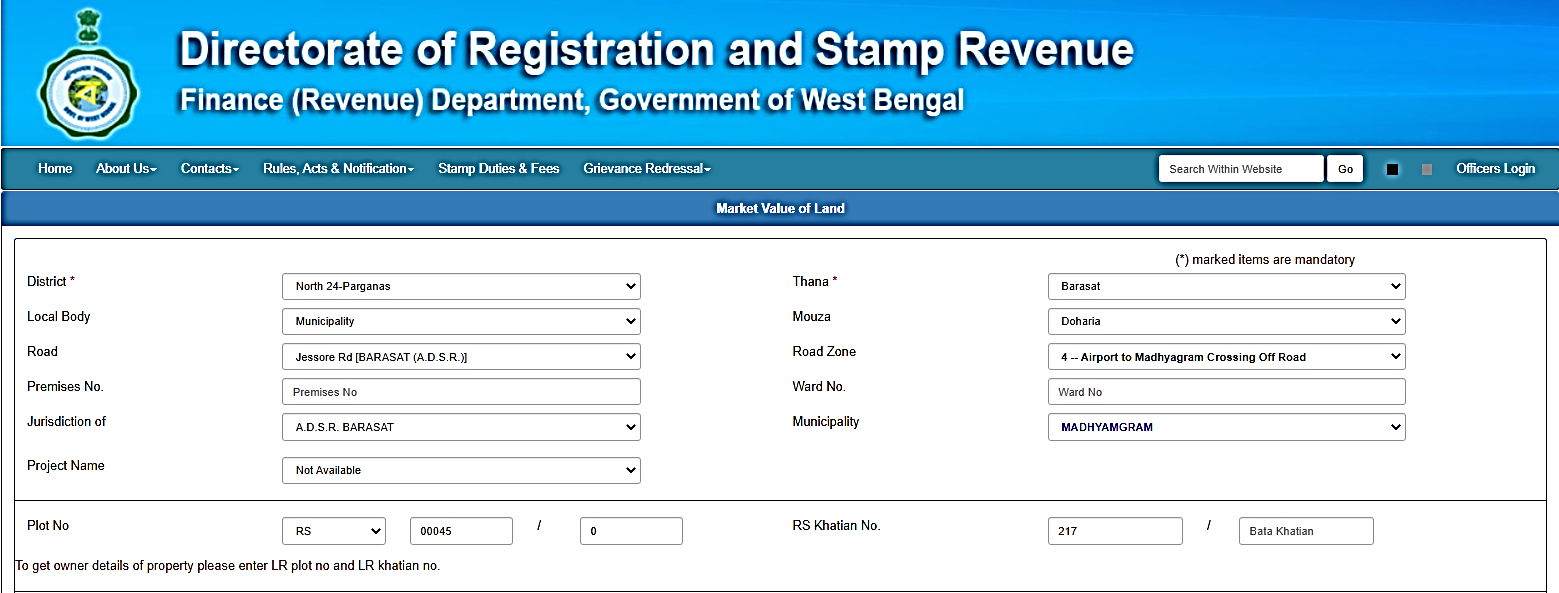 Directorate of Registration and Stamp Revenue
Finance (Revenue) Department, Government of West Bengal
Home About Us Contacts Rules, Acts & Notification Stamp Duties & Fees Grievance Redressal Search Within Website Go Officers Login
Market Value of Land
(*) marked items are mandatory
District * North 24-Parganas Thana * Barasat
Local Body Municipality Mouza Doharia
Road Jessore Rd [BARASAT (A.D.S.R.)] Road Zone 4 -- Airport to Madhyagram Crossing Off Road
Premises No. Premises No Ward No. Ward No
Jurisdiction of A.D.S.R. BARASAT Municipality MADHYAMGRAM
Project Name Not Available
Plot No RS 00045 / 0 RS Khatian No. 217 / Bata Khatian
To get owner details of property please enter LR plot no and LR khatian no.